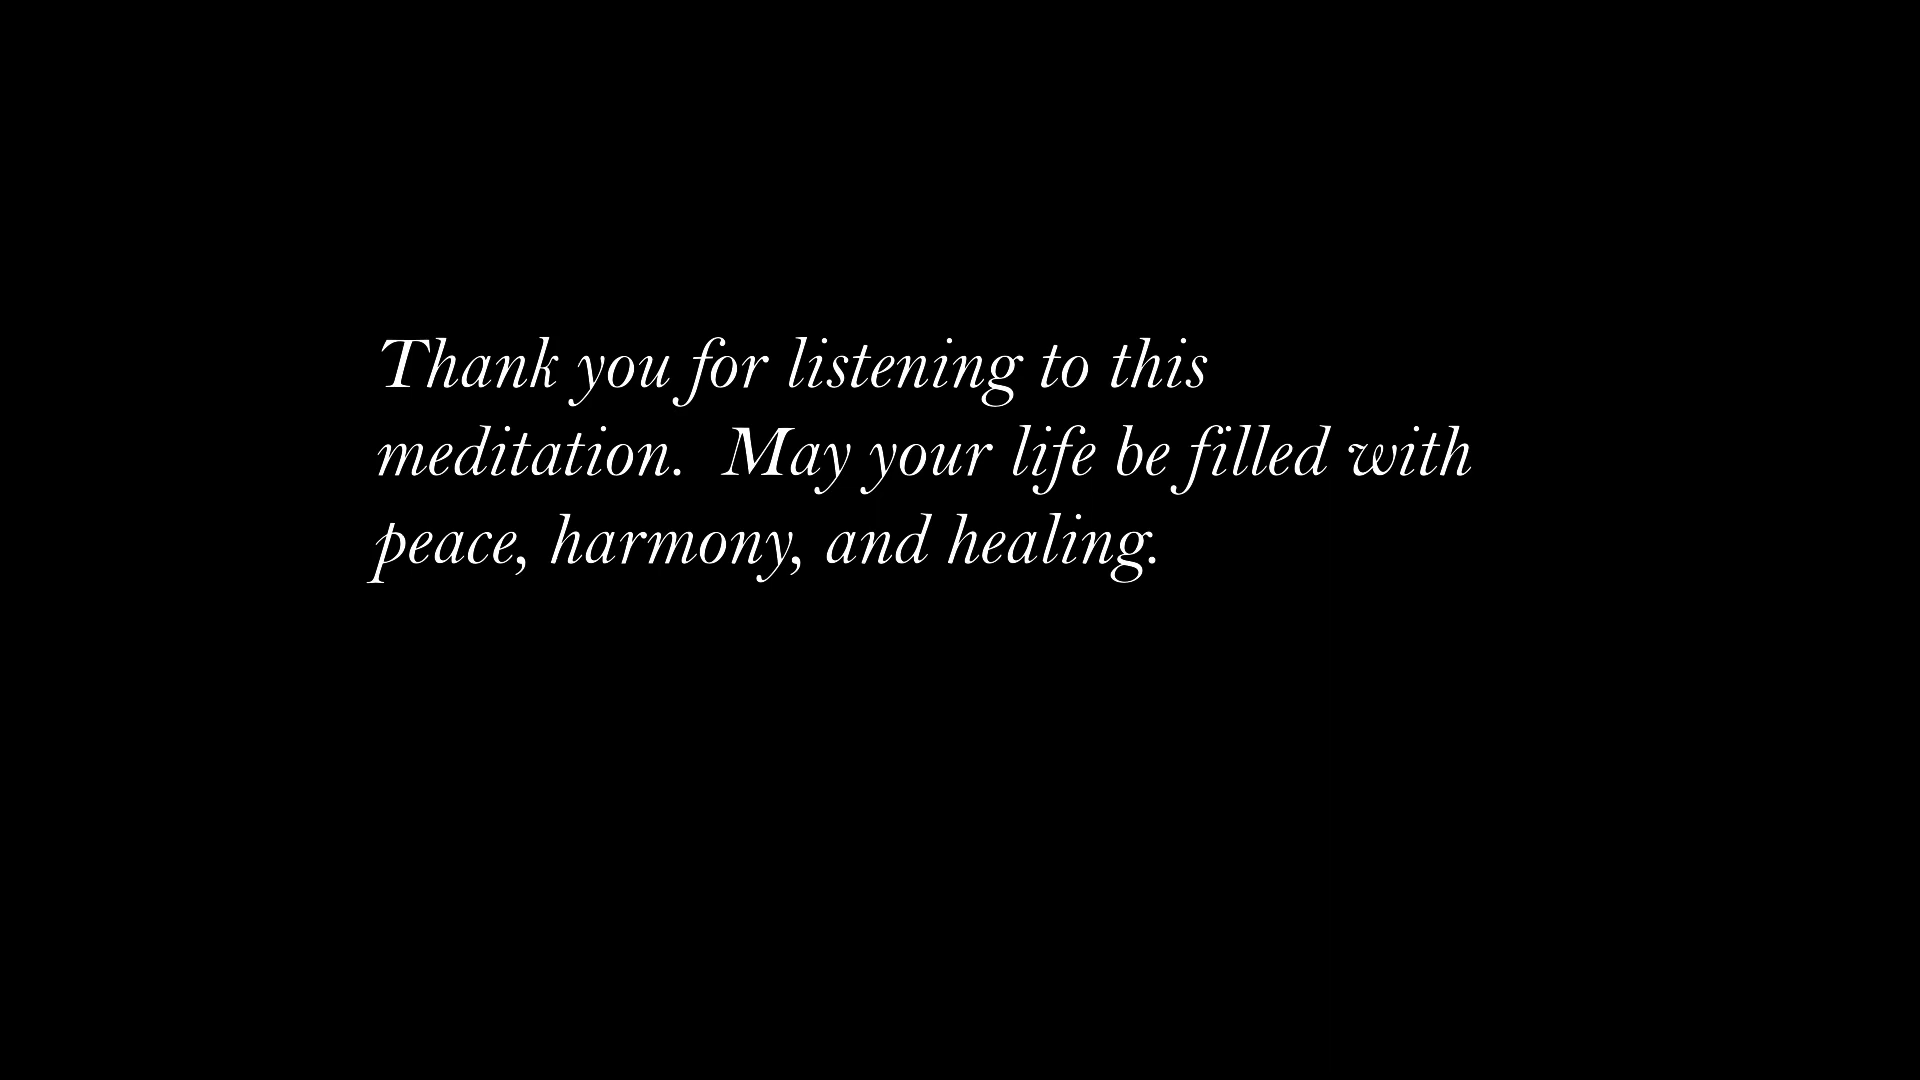 Thank you for listening to this
meditation.  May your life be filled with
peace, harmony, and healing.